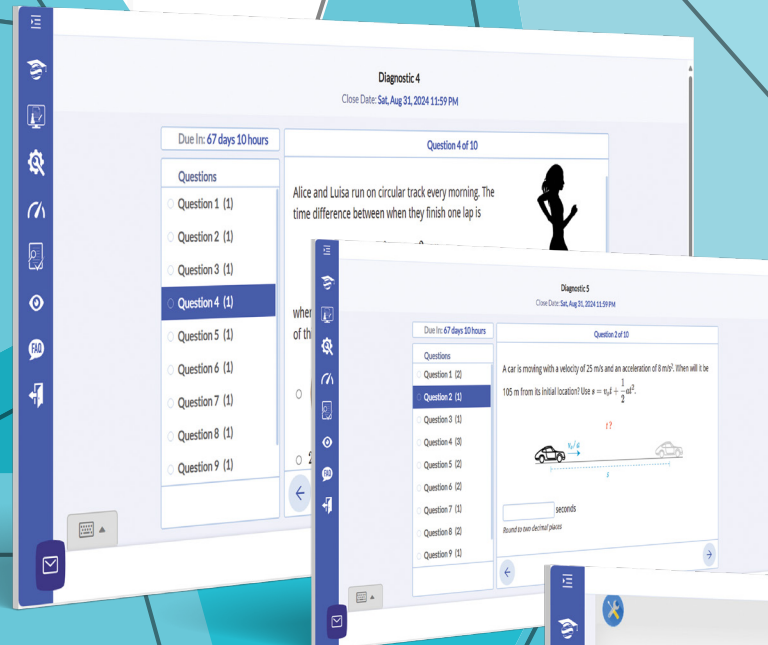 Diagnostic 4
Close Date: Sat, Aug 31, 2024 11:59 PM
Due In: 67 days 10 hours
Question 4 of 10
Questions
Question 1 (1)
Question 2 (1)
Question 3 (1)
Question 4 (1)
Question 5 (1)
Question 6 (1)
Question 7 (1)
Question 8 (1)
Question 9 (1)
Alice and Luisa run on circular track every morning. The
time difference between when they finish one lap is
of th
FAQ
Diagnostic 5
Close Date: Sat, Aug 31, 2024 11:59 PM
Due In: 67 days 10 hours
Question 2 of 10
Questions
Question 1 (2)
Question 2 (1)
Question 3 (1)
Question 4 (3)
Question 5 (2)
Question 6 (2)
Question 7 (1)
Question 8 (2)
Question 9 (1)
A car is moving with a velocity of 25 m/s and an acceleration of 8 m/s². When will it be
105 m from its initial location? Use s = v₀t + 1/2 at².
t ?
v₀ / a
s
seconds
Round to two decimal places
FAQ